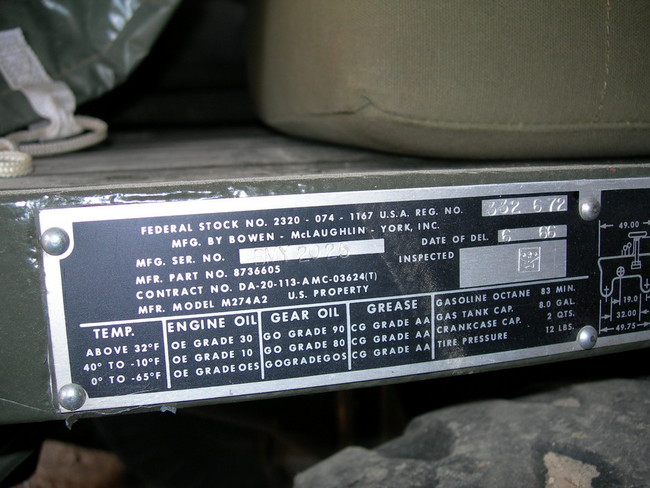 FEDERAL STOCK NO. 2320 - 074 - 1167 U.S.A. REG. NO. 332 672
MFG. BY BOWEN - McLAUGHLIN - YORK, INC.
MFG. SER. NO. DATE OF DEL. 6 66
MFR. PART NO. 8736605 INSPECTED
CONTRACT NO. DA-20-113-AMC-03624(T)
MFR. MODEL M274A2 U.S. PROPERTY
TEMP. ENGINE OIL GEAR OIL GREASE GASOLINE OCTANE 83 MIN.
ABOVE 32°F OE GRADE 30 GO GRADE 90 CG GRADE AA GAS TANK CAP. 8.0 GAL.
40° TO -10°F OE GRADE 10 GO GRADE 80 CG GRADE AA CRANKCASE CAP. 2 QTS.
0° TO -65°F OE GRADE OES GO GRADE GOS CG GRADE AA TIRE PRESSURE 12 LBS.
49.00
19.0
32.00
49.75